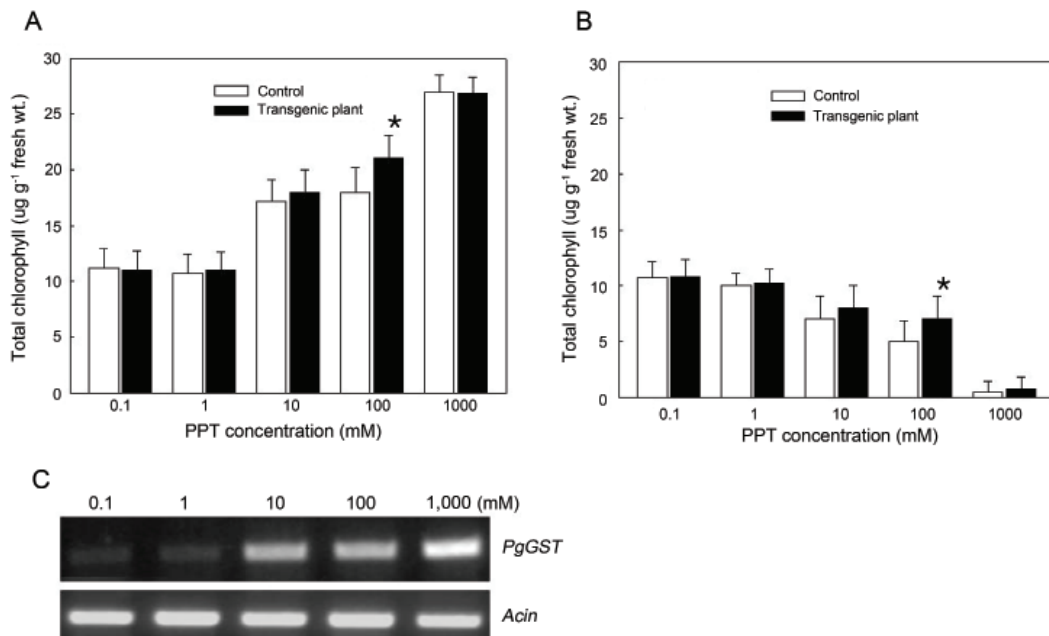 A
30
25
20
15
10
5
0
Total chlorophyll (ug g⁻¹ fresh wt.)
Control
Transgenic plant
*
0.1 1 10 100 1000
PPT concentration (mM)
B
30
25
20
15
10
5
0
Total chlorophyll (ug g⁻¹ fresh wt.)
Control
Transgenic plant
*
0.1 1 10 100 1000
PPT concentration (mM)
C
0.1 1 10 100 1,000 (mM)
PgGST
Acin